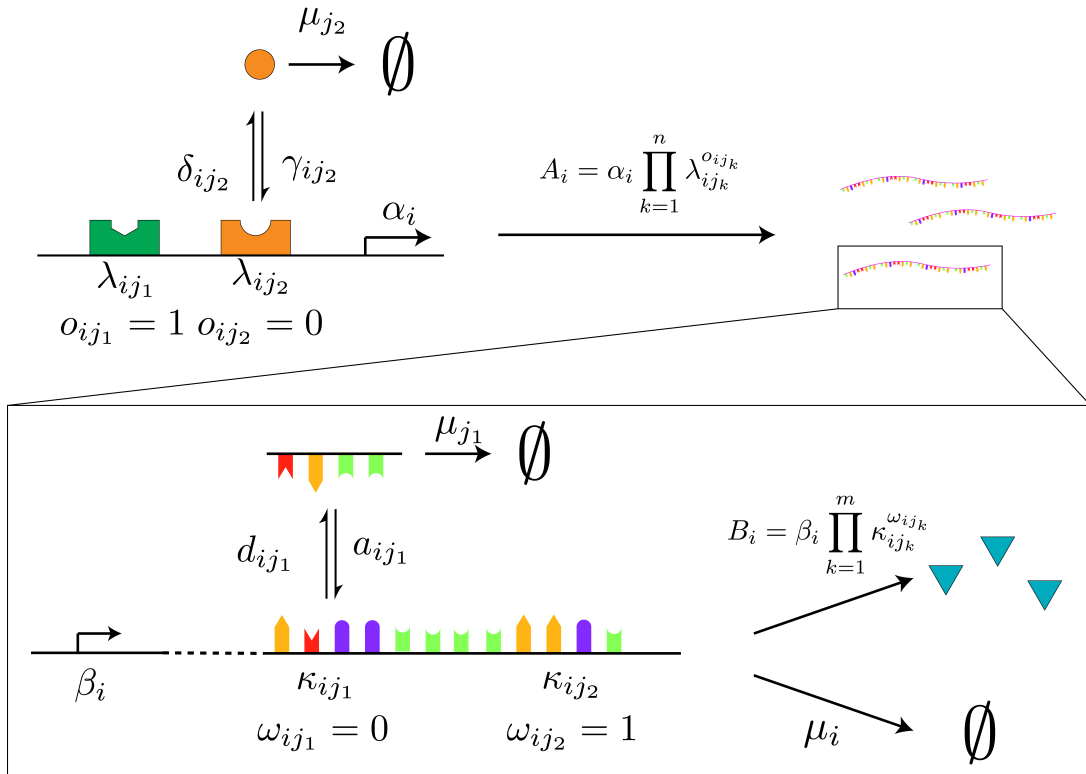 μ_{j_2}
∅
δ_{ij_2} γ_{ij_2}
α_i
λ_{ij_1} λ_{ij_2}
o_{ij_1} = 1 o_{ij_2} = 0
A_i = α_i ∏_{k=1}^{n} λ_{ij_k}^{o_{ij_k}}
μ_{j_1}
∅
d_{ij_1} a_{ij_1}
β_i
κ_{ij_1} κ_{ij_2}
ω_{ij_1} = 0 ω_{ij_2} = 1
B_i = β_i ∏_{k=1}^{m} κ_{ij_k}^{ω_{ij_k}}
μ_i
∅